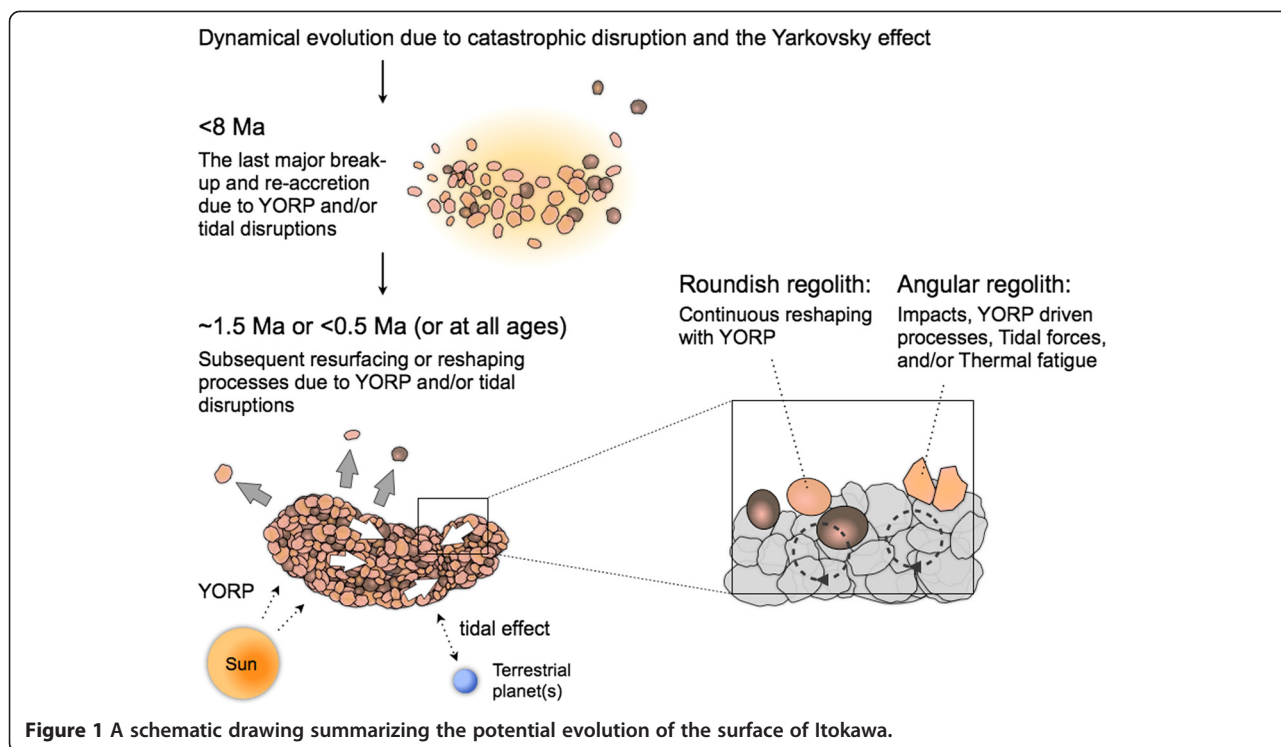 Dynamical evolution due to catastrophic disruption and the Yarkovsky effect
<8 Ma
The last major break-
up and re-accretion
due to YORP and/or
tidal disruptions
~1.5 Ma or <0.5 Ma (or at all ages)
Subsequent resurfacing or reshaping
processes due to YORP and/or tidal
disruptions
Roundish regolith:
Continuous reshaping
with YORP
Angular regolith:
Impacts, YORP driven
processes, Tidal forces,
and/or Thermal fatigue
YORP
Sun
tidal effect
Terrestrial
planet(s)
Figure 1 A schematic drawing summarizing the potential evolution of the surface of Itokawa.